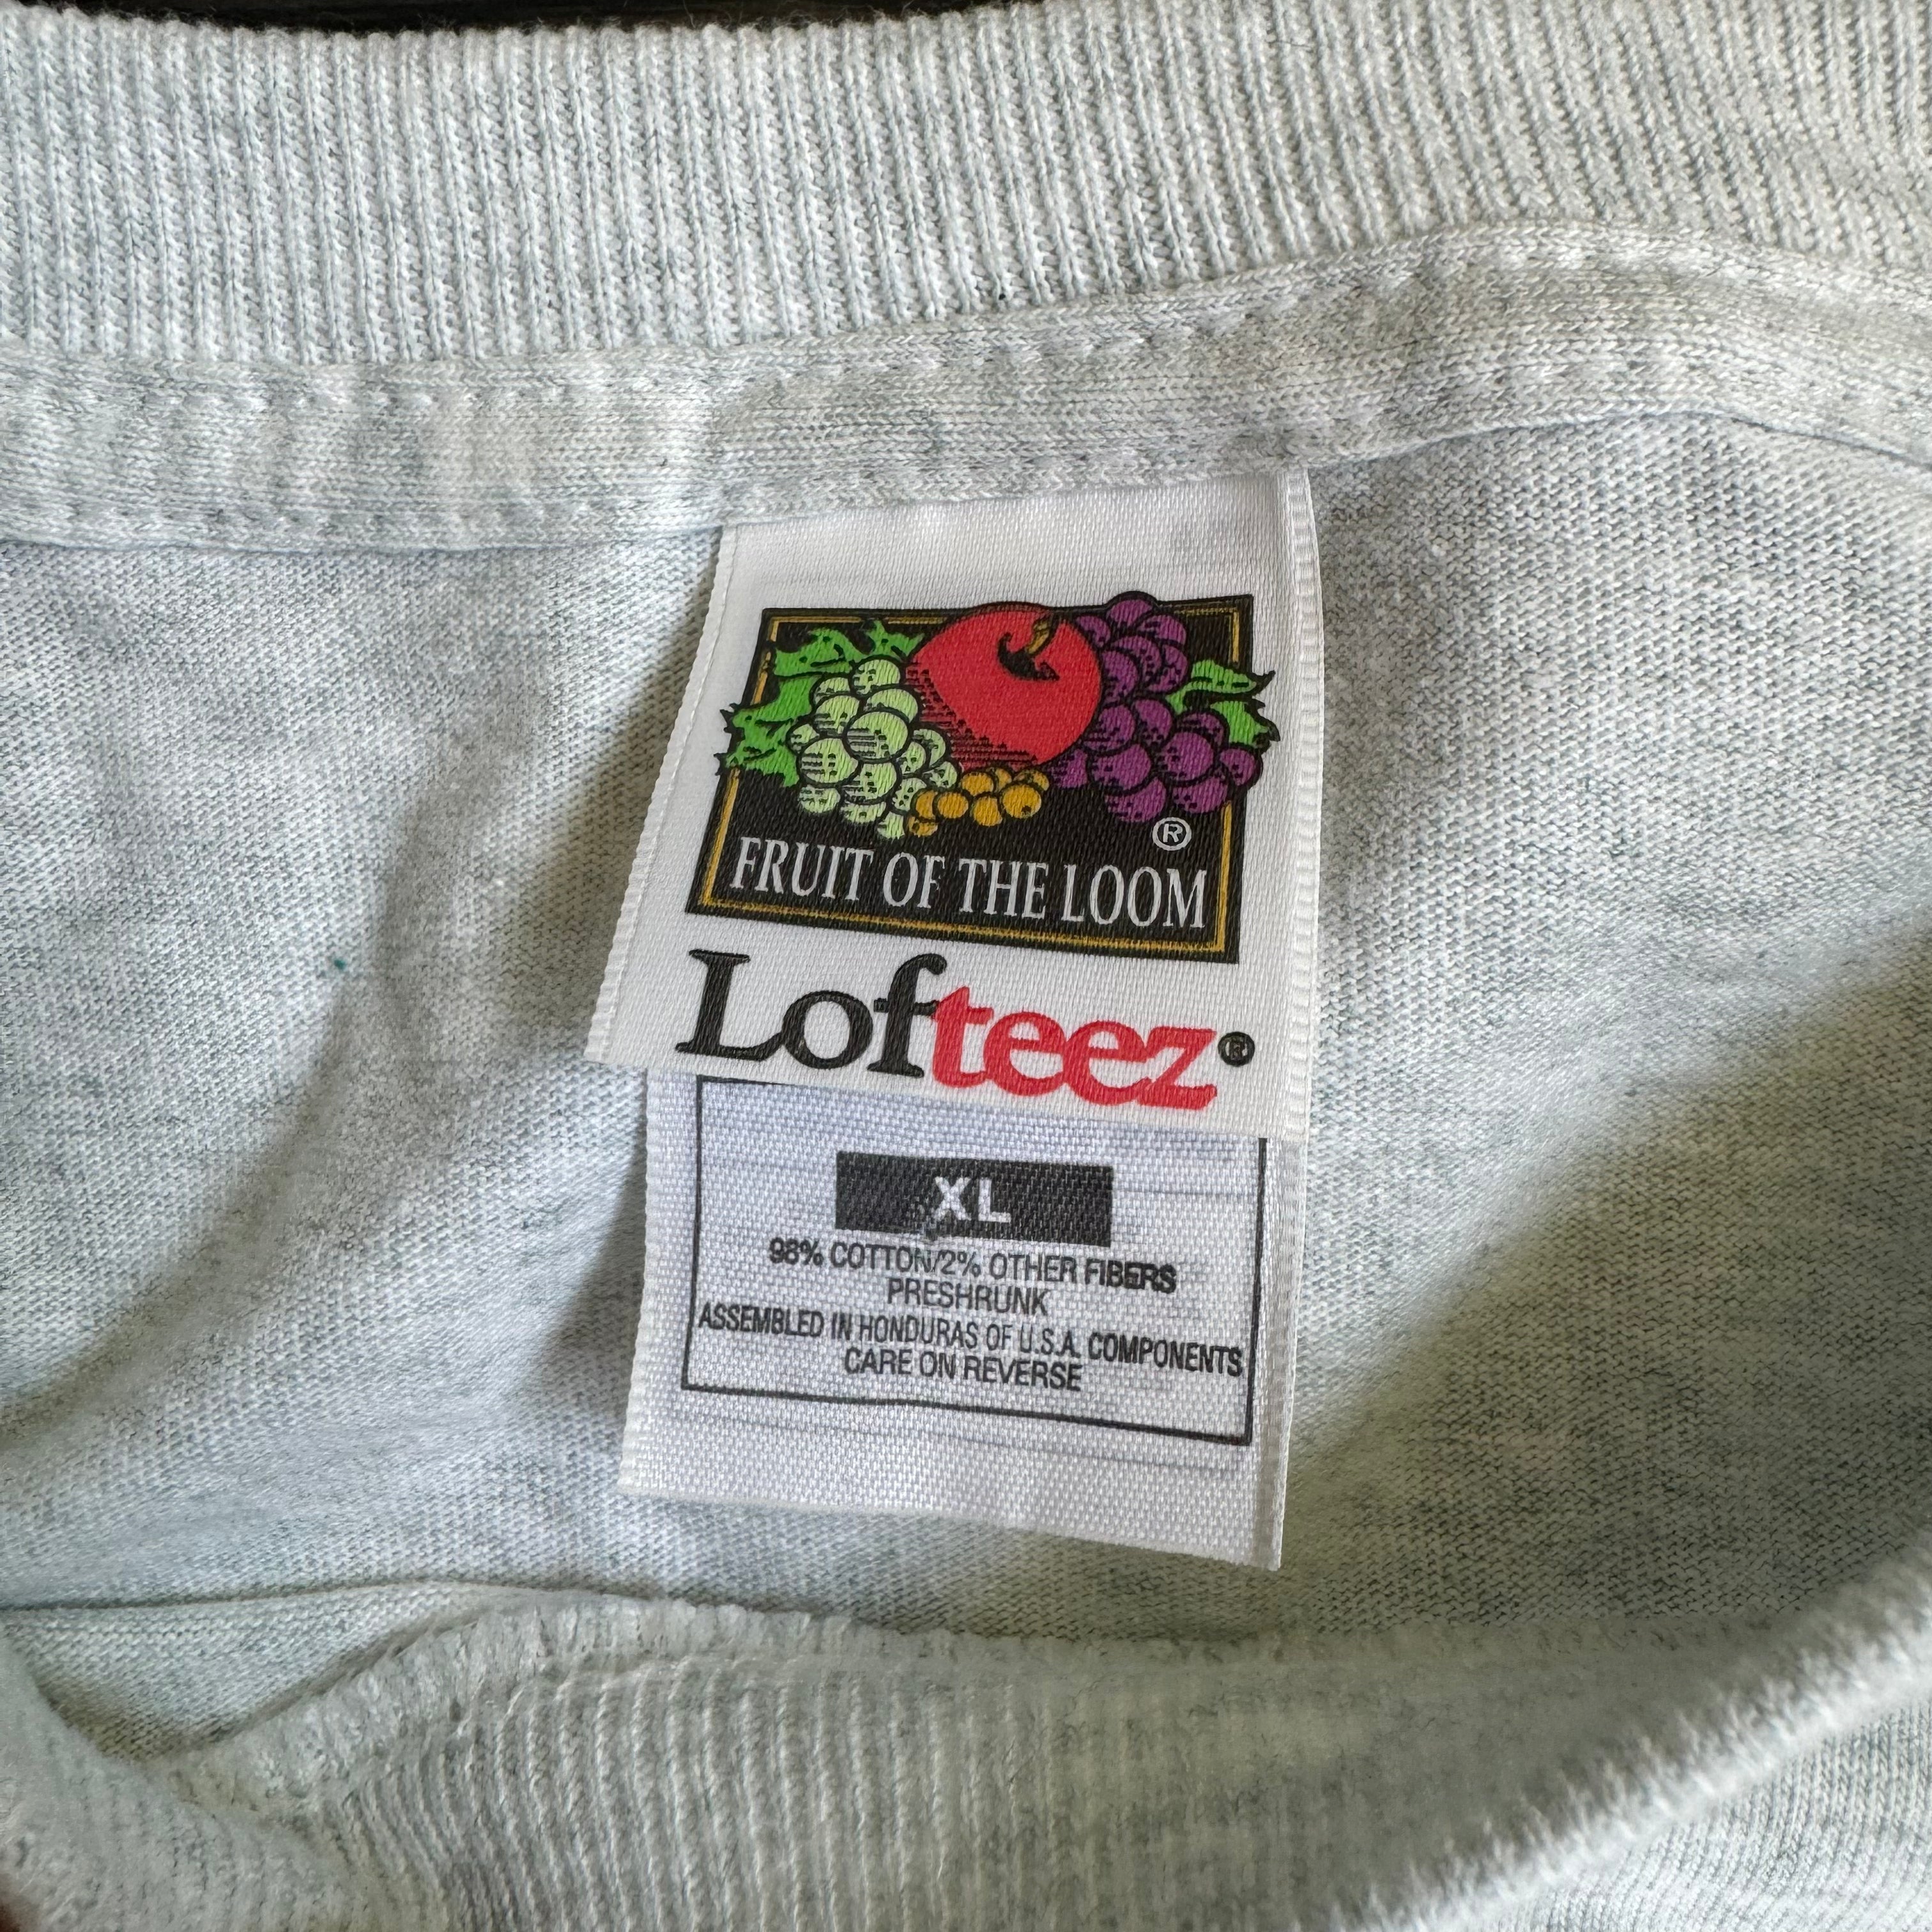 ®
FRUIT OF THE LOOM
Lofteez®
XL
98% COTTON/2% OTHER FIBERS
PRESHRUNK
ASSEMBLED IN HONDURAS OF U.S.A. COMPONENTS
CARE ON REVERSE